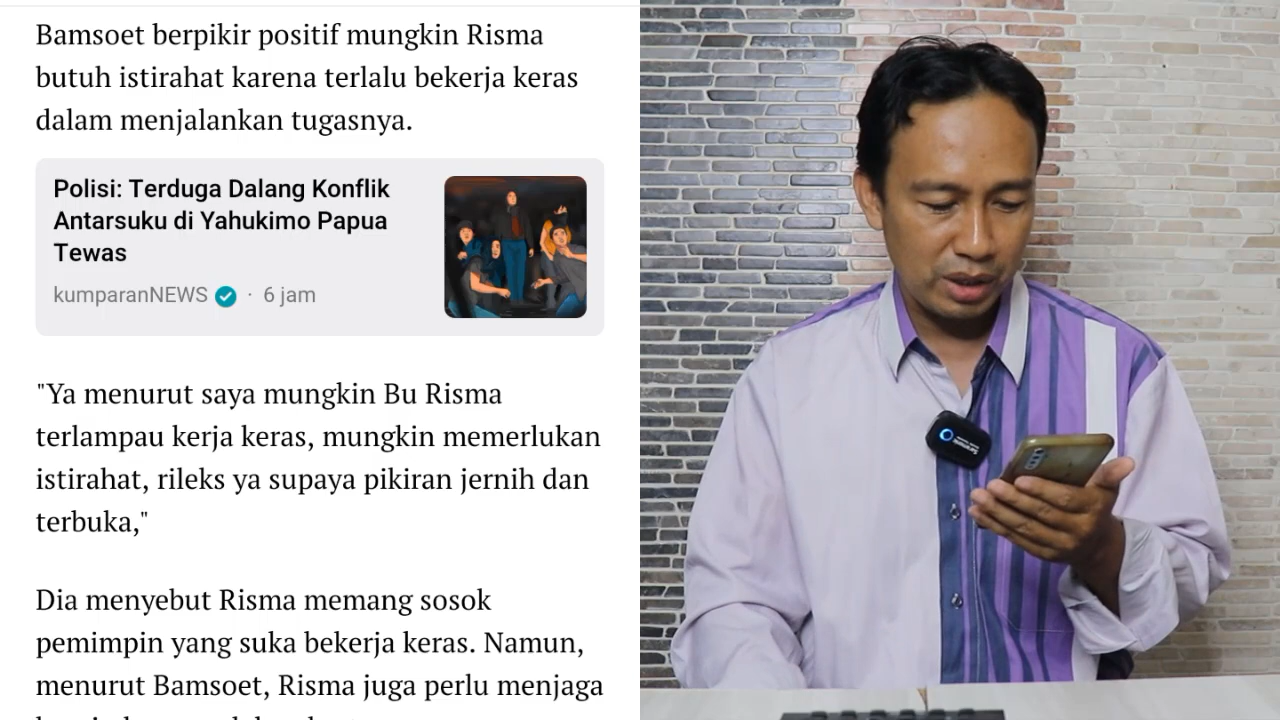 Bamsoet berpikir positif mungkin Risma
butuh istirahat karena terlalu bekerja keras
dalam menjalankan tugasnya.
Polisi: Terduga Dalang Konflik
Antarsuku di Yahukimo Papua
Tewas
kumparanNEWS · 6 jam
"Ya menurut saya mungkin Bu Risma
terlampau kerja keras, mungkin memerlukan
istirahat, rileks ya supaya pikiran jernih dan
terbuka,"
Dia menyebut Risma memang sosok
pemimpin yang suka bekerja keras. Namun,
menurut Bamsoet, Risma juga perlu menjaga